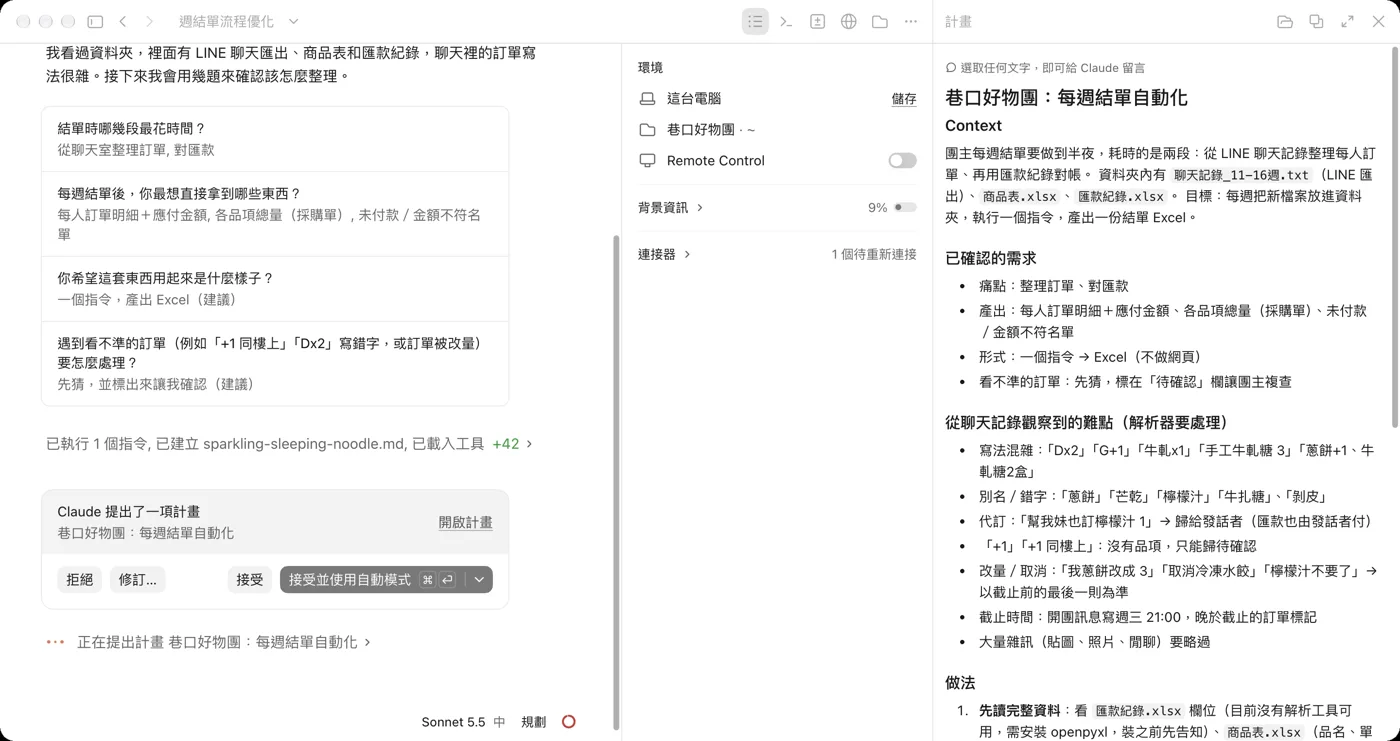 週結單流程優化
我看過資料夾，裡面有 LINE 聊天匯出、商品表和匯款紀錄，聊天裡的訂單寫
法很雜。接下來我會用幾題來確認該怎麼整理。
結單時哪幾段最花時間？
從聊天室整理訂單, 對匯款
每週結單後，你最想直接拿到哪些東西？
每人訂單明細＋應付金額, 各品項總量（採購單）, 未付款 / 金額不符名
單
你希望這套東西用起來是什麼樣子？
一個指令，產出 Excel（建議）
遇到看不準的訂單（例如「+1 同樓上」「Dx2」寫錯字，或訂單被改量）
要怎麼處理？
先猜，並標出來讓我確認（建議）
已執行 1 個指令, 已建立 sparkling-sleeping-noodle.md, 已載入工具 +42
Claude 提出了一項計畫
巷口好物團：每週結單自動化
開啟計畫
拒絕 修訂... 接受 接受並使用自動模式 ⌘ ⏎
正在提出計畫 巷口好物團：每週結單自動化
Sonnet 5.5 中 規劃
環境
這台電腦 儲存
巷口好物團 · ~
Remote Control
背景資訊 9%
連接器 1 個待重新連接
計畫
選取任何文字，即可給 Claude 留言
巷口好物團：每週結單自動化
Context
團主每週結單要做到半夜，耗時的是兩段：從 LINE 聊天記錄整理每人訂
單、再用匯款紀錄對帳。 資料夾內有 聊天記錄_11-16週.txt （LINE 匯
出）、 商品表.xlsx 、 匯款紀錄.xlsx 。 目標：每週把新檔案放進資料
夾，執行一個指令，產出一份結單 Excel。
已確認的需求
• 痛點：整理訂單、對匯款
• 產出：每人訂單明細＋應付金額、各品項總量（採購單）、未付款
/ 金額不符名單
• 形式：一個指令 → Excel（不做網頁）
• 看不準的訂單：先猜，標在「待確認」欄讓團主複查
從聊天記錄觀察到的難點（解析器要處理）
• 寫法混雜：「Dx2」「G+1」「牛軋x1」「手工牛軋糖 3」「蔥餅+1、牛
軋糖2盒」
• 別名 / 錯字：「蔥餅」「芒乾」「檸檬汁」「牛扎糖」、「剝皮」
• 代訂：「幫我妹也訂檸檬汁 1」→ 歸給發話者（匯款也由發話者付）
• 「+1」「+1 同樓上」：沒有品項，只能歸待確認
• 改量 / 取消：「我蔥餅改成 3」「取消冷凍水餃」「檸檬汁不要了」→
以截止前的最後一則為準
• 截止時間：開團訊息寫週三 21:00，晚於截止的訂單標記
• 大量雜訊（貼圖、照片、閒聊）要略過
做法
1. 先讀完整資料：看 匯款紀錄.xlsx 欄位（目前沒有解析工具可
用，需安裝 openpyxl，裝之前先告知）、 商品表.xlsx （品名、單